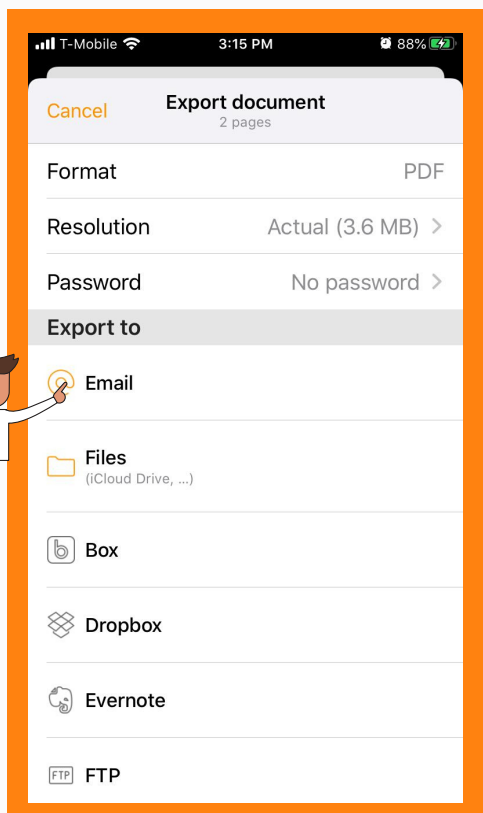 T-Mobile 3:15 PM 88%
Cancel Export document
2 pages
Format PDF
Resolution Actual (3.6 MB)
Password No password
Export to
Email
Files
(iCloud Drive, ...)
Box
Dropbox
Evernote
FTP FTP